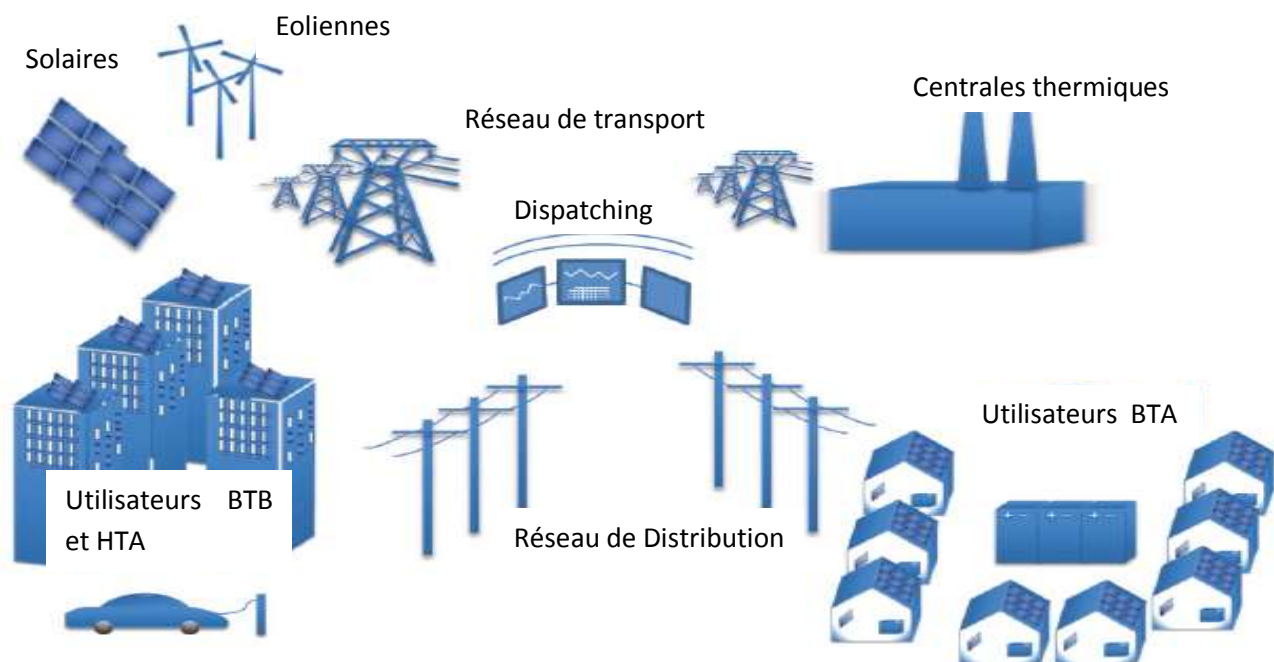 Eoliennes
Solaires
Centrales thermiques
Réseau de transport
Dispatching
Utilisateurs BTA
Utilisateurs BTB
et HTA
Réseau de Distribution